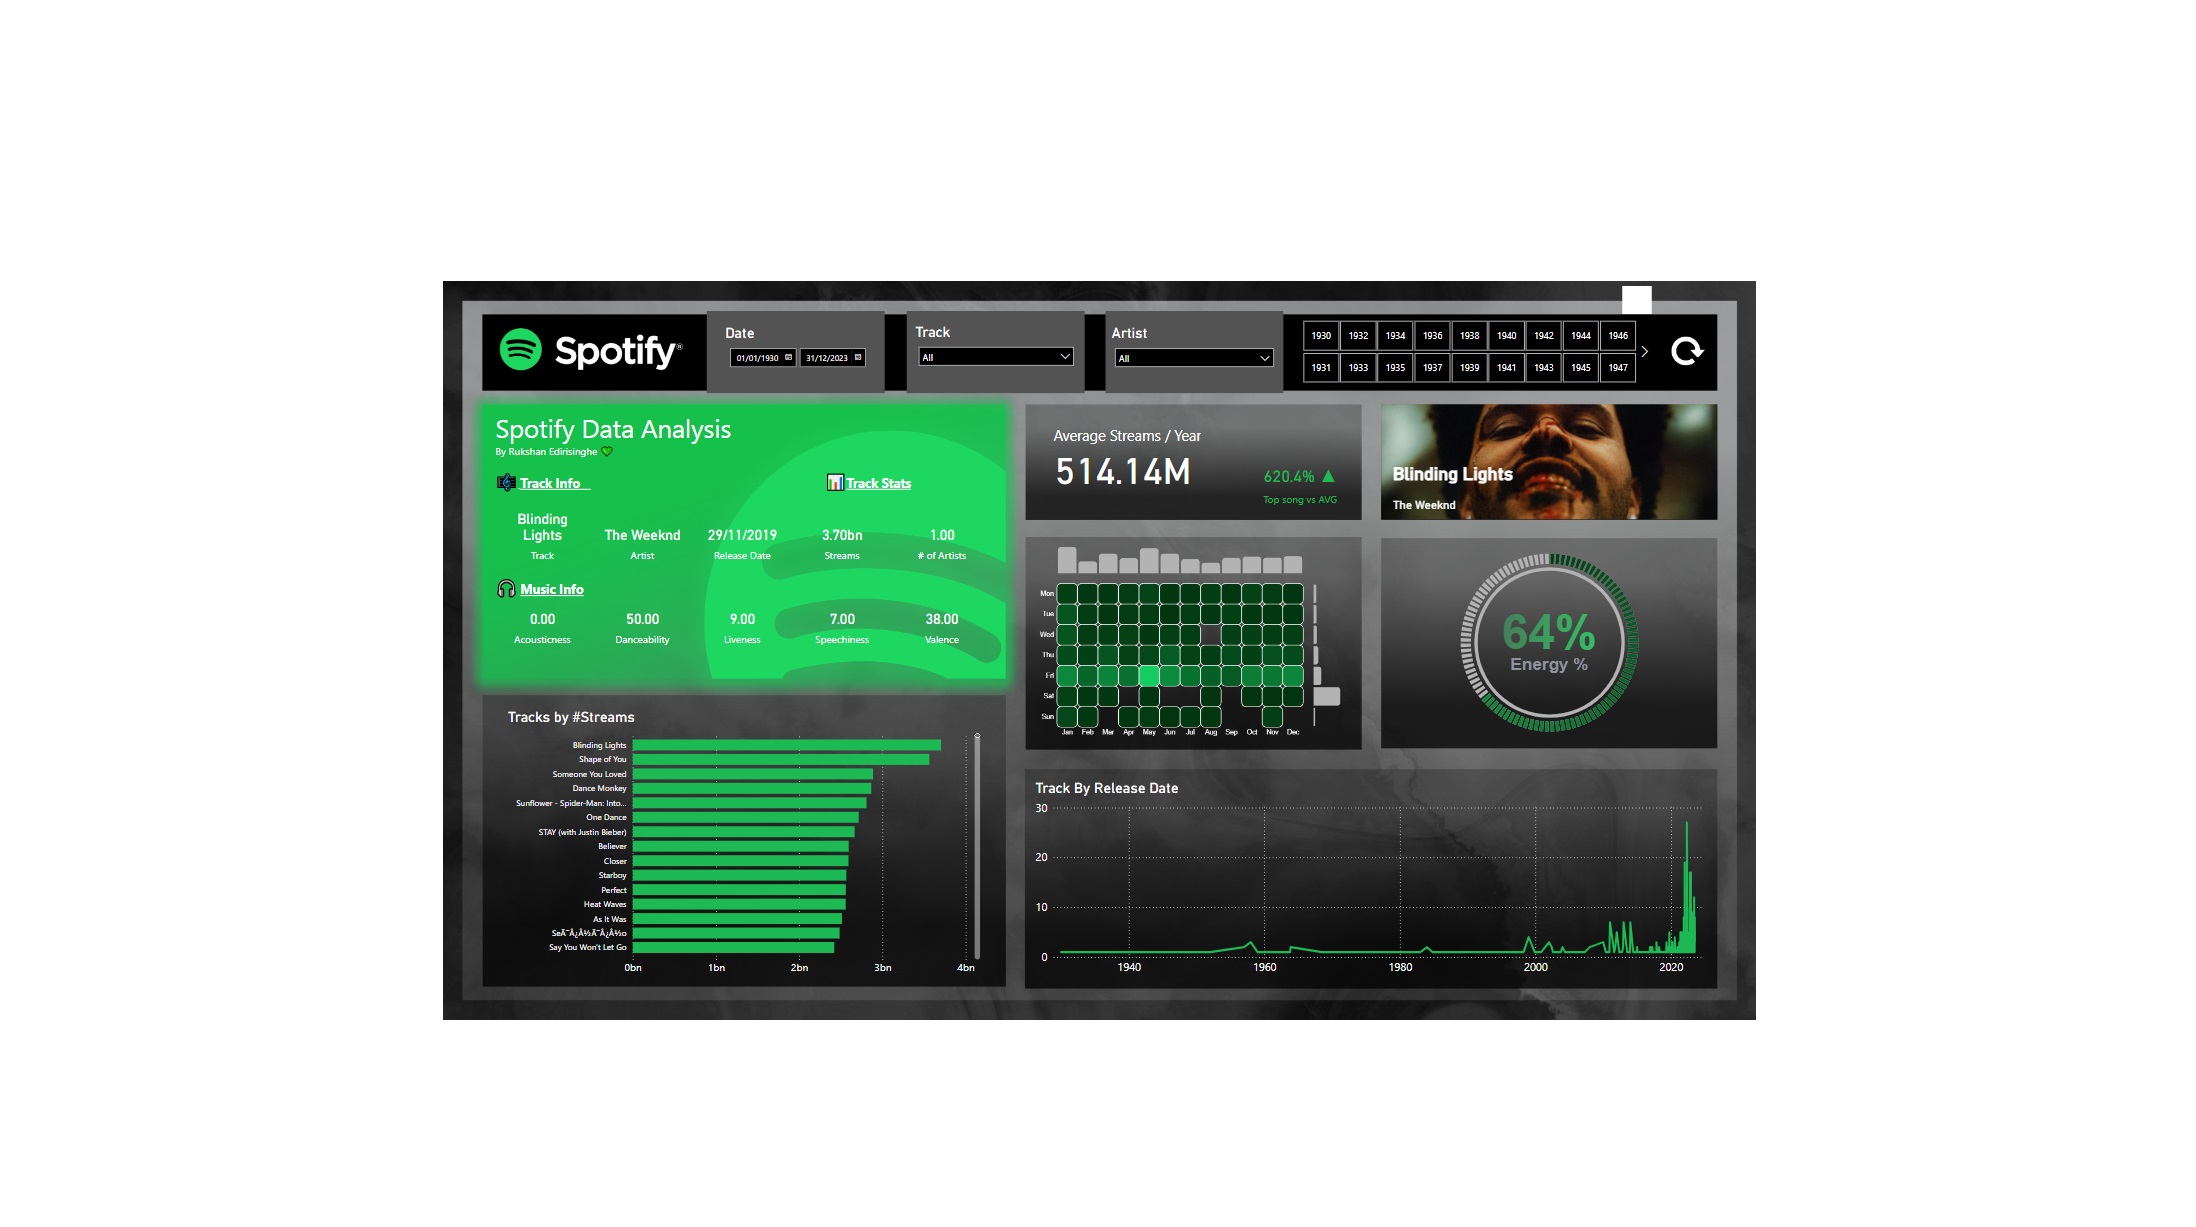 Spotify®
Date
01/01/1930 31/12/2023
Track
All
Artist
All
1930 1932 1934 1936 1938 1940 1942 1944 1946
1931 1933 1935 1937 1939 1941 1943 1945 1947
Spotify Data Analysis
By Rukshan Edirisinghe
Track Info
Track Stats
Blinding
Lights
The Weeknd 29/11/2019 3.70bn 1.00
Track Artist Release Date Streams # of Artists
Music Info
0.00 50.00 9.00 7.00 38.00
Acousticness Danceability Liveness Speechiness Valence
Average Streams / Year
514.14M
620.4% ▲
Top song vs AVG
Blinding Lights
The Weeknd
Mon
Tue
Wed
Thu
Fri
Sat
Sun
Jan Feb Mar Apr May Jun Jul Aug Sep Oct Nov Dec
64%
Energy %
Tracks by #Streams
Blinding Lights
Shape of You
Someone You Loved
Dance Monkey
Sunflower - Spider-Man: Into...
One Dance
STAY (with Justin Bieber)
Believer
Closer
Starboy
Perfect
Heat Waves
As It Was
SeÃ¯Â¿Â½Ã¯Â¿Â½o
Say You Won't Let Go
0bn 1bn 2bn 3bn 4bn
Track By Release Date
30
20
10
0
1940 1960 1980 2000 2020